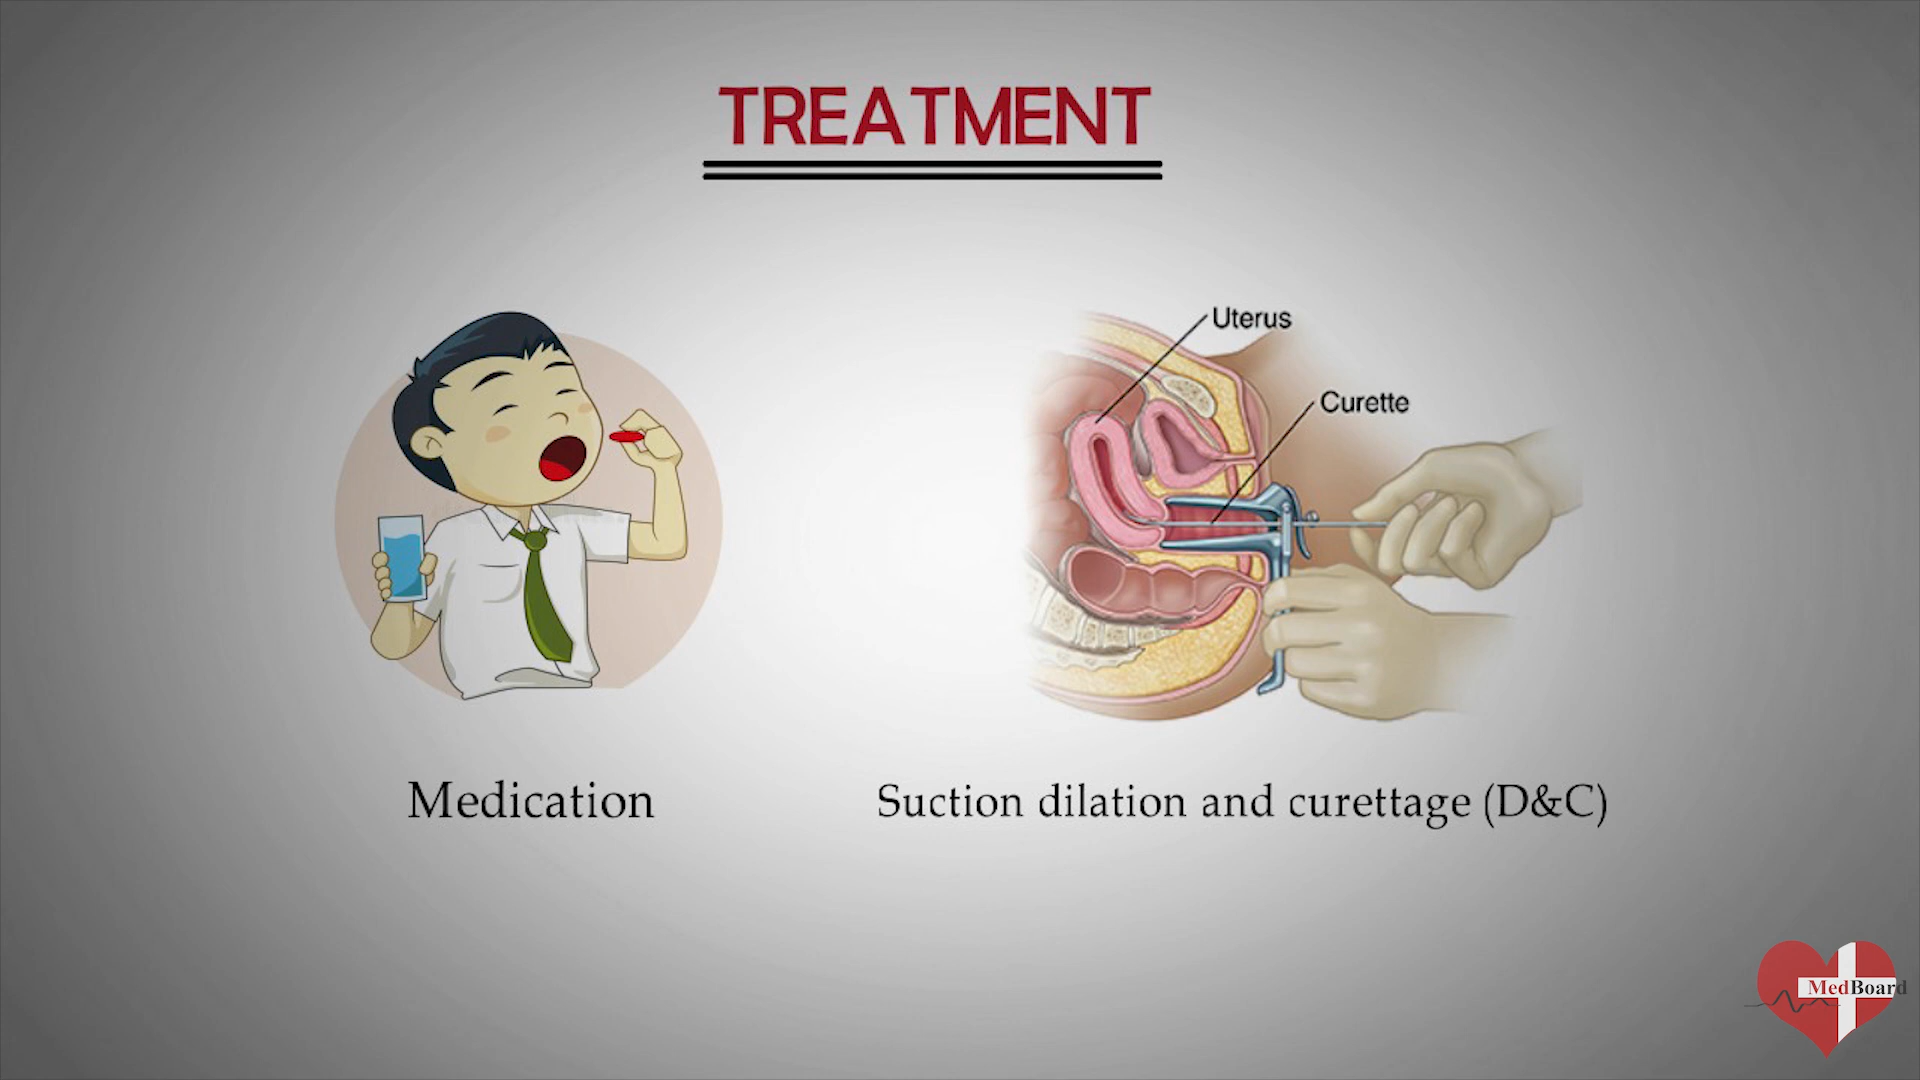 TREATMENT
Uterus
Curette
Medication
Suction dilation and curettage (D&C)
MedBoard